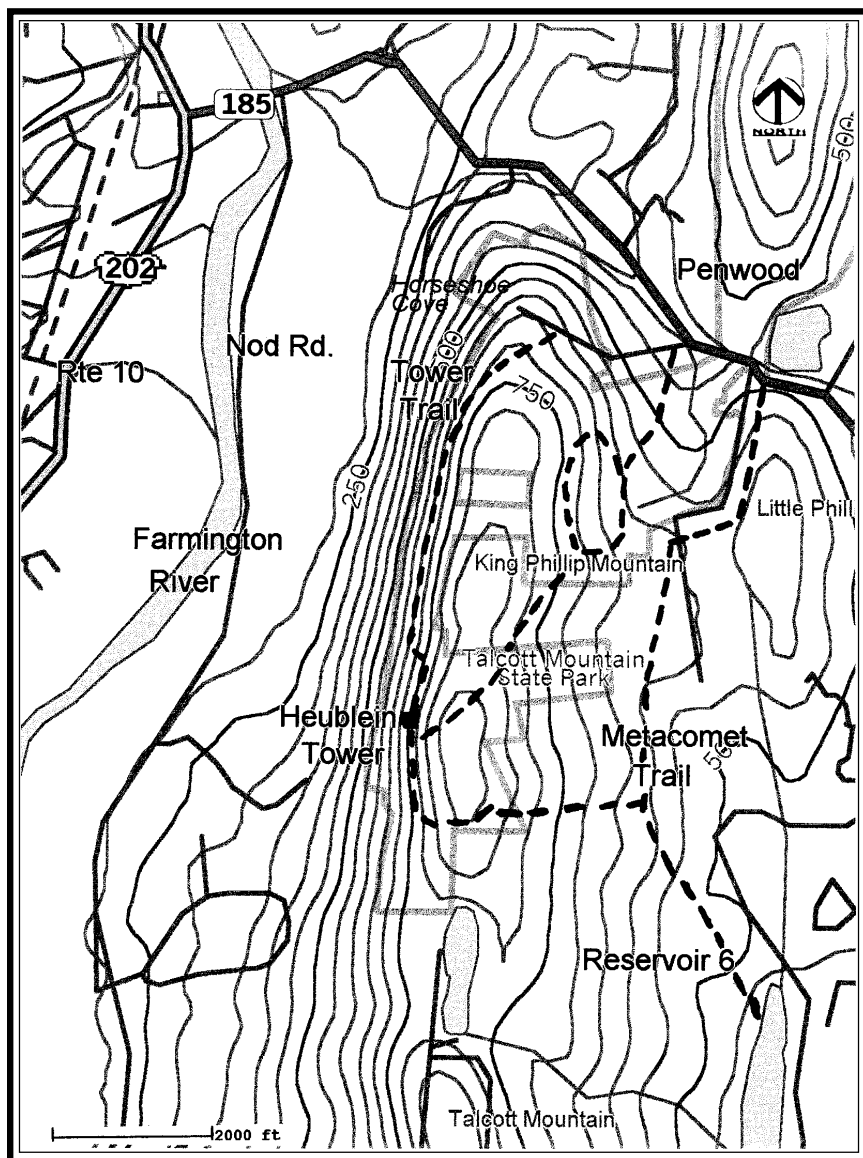 185
NORTH
500
202
Penwood
Horseshoe
Cove
Nod Rd.
Rte 10
Tower
Trail
750
250
Little Phill
Farmington
River
King Phillip Mountain
Talcott Mountain
State Park
Heublein
Tower
Metacomet
Trail
Reservoir 6
Talcott Mountain
2000 ft